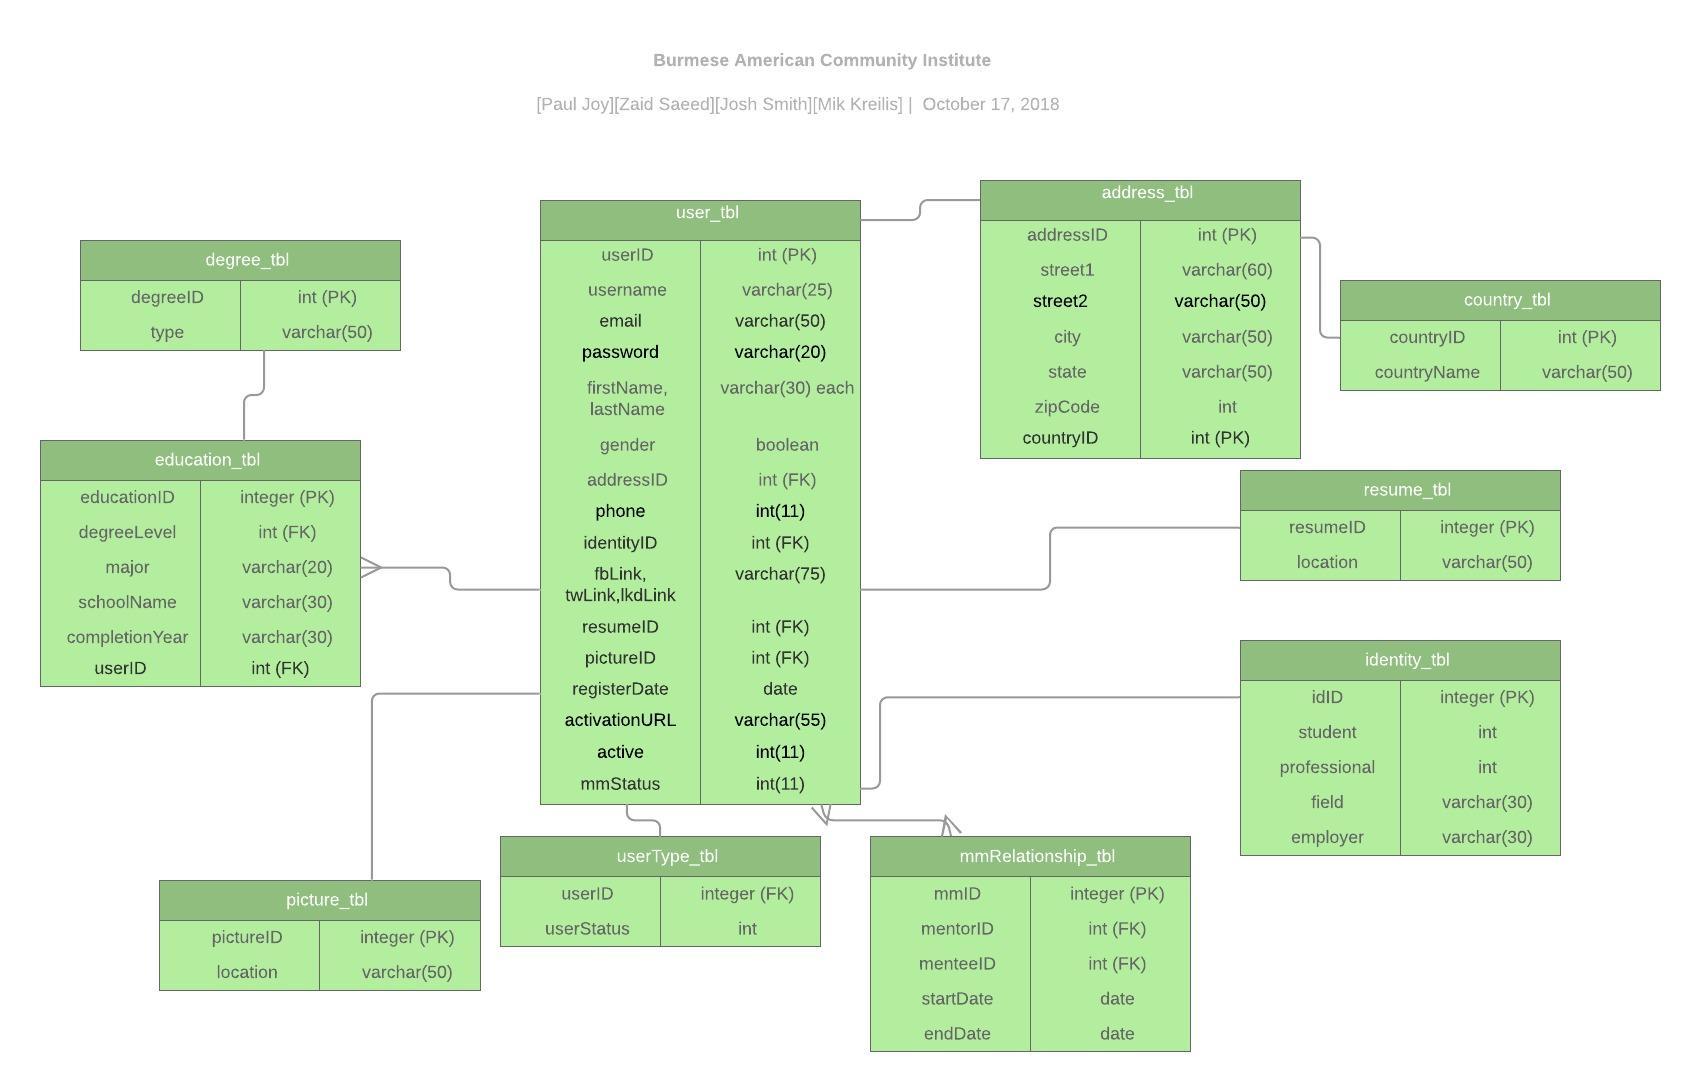 Burmese American Community Institute
[Paul Joy][Zaid Saeed][Josh Smith][Mik Kreilis] | October 17, 2018
degree_tbl
degreeID int (PK)
type varchar(50)
education_tbl
educationID integer (PK)
degreeLevel int (FK)
major varchar(20)
schoolName varchar(30)
completionYear varchar(30)
userID int (FK)
picture_tbl
pictureID integer (PK)
location varchar(50)
user_tbl
userID int (PK)
username varchar(25)
email varchar(50)
password varchar(20)
firstName, varchar(30) each
lastName
gender boolean
addressID int (FK)
phone int(11)
identityID int (FK)
fbLink, varchar(75)
twLink,lkdLink
resumeID int (FK)
pictureID int (FK)
registerDate date
activationURL varchar(55)
active int(11)
mmStatus int(11)
userType_tbl
userID integer (FK)
userStatus int
mmRelationship_tbl
mmID integer (PK)
mentorID int (FK)
menteeID int (FK)
startDate date
endDate date
address_tbl
addressID int (PK)
street1 varchar(60)
street2 varchar(50)
city varchar(50)
state varchar(50)
zipCode int
countryID int (PK)
country_tbl
countryID int (PK)
countryName varchar(50)
resume_tbl
resumeID integer (PK)
location varchar(50)
identity_tbl
idID integer (PK)
student int
professional int
field varchar(30)
employer varchar(30)